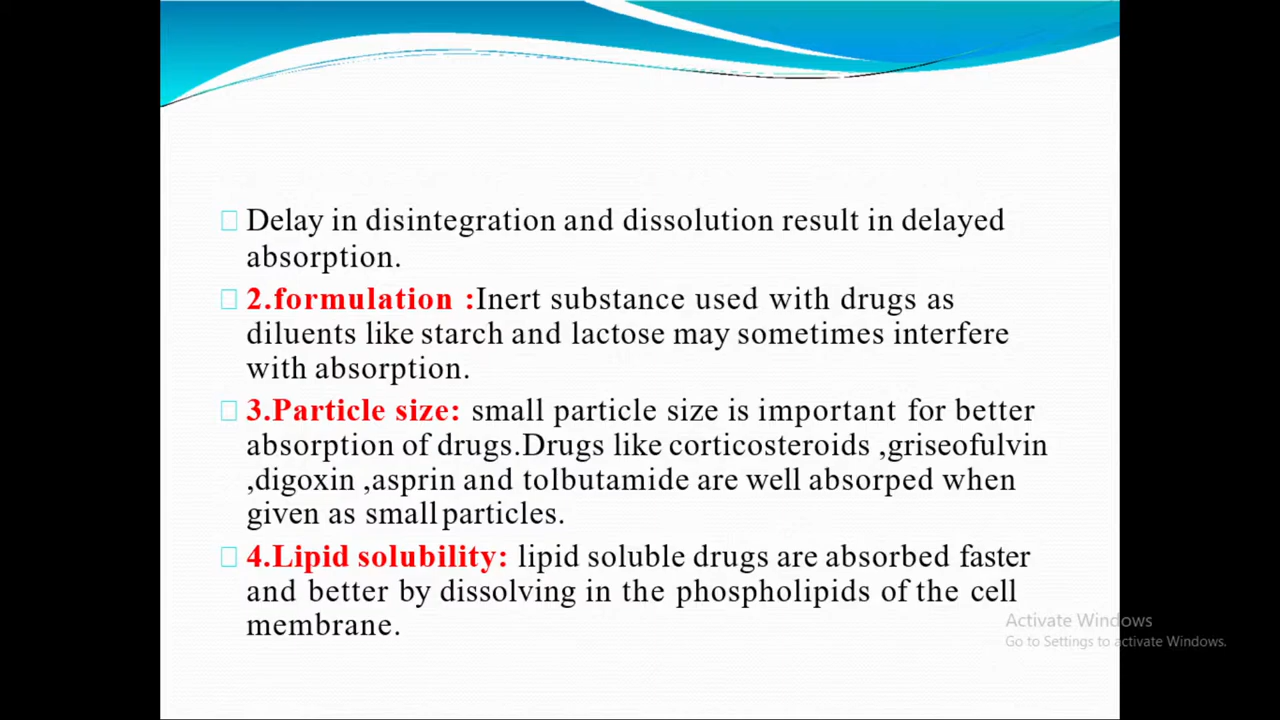 Delay in disintegration and dissolution result in delayed
absorption.
2.formulation :Inert substance used with drugs as
diluents like starch and lactose may sometimes interfere
with absorption.
3.Particle size: small particle size is important for better
absorption of drugs.Drugs like corticosteroids ,griseofulvin
,digoxin ,asprin and tolbutamide are well absorped when
given as small particles.
4.Lipid solubility: lipid soluble drugs are absorbed faster
and better by dissolving in the phospholipids of the cell
membrane.
Activate Windows
Go to Settings to activate Windows.